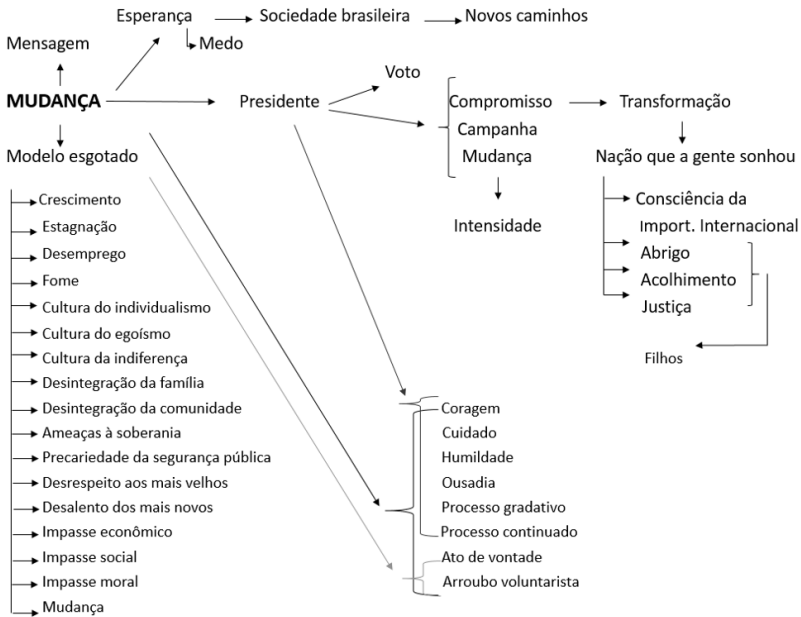 Esperança
Sociedade brasileira
Novos caminhos
Mensagem
Medo
Voto
MUDANÇA
Presidente
Compromisso
Transformação
Campanha
Modelo esgotado
Mudança
Nação que a gente sonhou
Crescimento
Estagnação
Desemprego
Fome
Cultura do individualismo
Cultura do egoísmo
Cultura da indiferença
Desintegração da família
Desintegração da comunidade
Ameaças à soberania
Precariedade da segurança pública
Desrespeito aos mais velhos
Desalento dos mais novos
Impasse econômico
Impasse social
Impasse moral
Mudança
Intensidade
Consciência da
Import. Internacional
Abrigo
Acolhimento
Justiça
Filhos
Coragem
Cuidado
Humildade
Ousadia
Processo gradativo
Processo continuado
Ato de vontade
Arroubo voluntarista